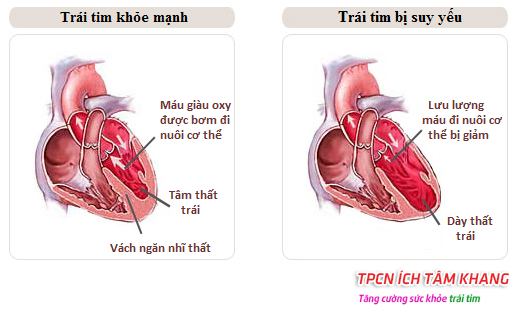 Trái tim khỏe mạnh
Máu giàu oxy
được bơm đi
nuôi cơ thể
Tâm thất
trái
Vách ngăn nhĩ thất
Trái tim bị suy yếu
Lưu lượng
máu đi nuôi cơ
thể bị giảm
Dày thất
trái
TPCN ÍCH TÂM KHANG
Tăng cường sức khỏe trái tim